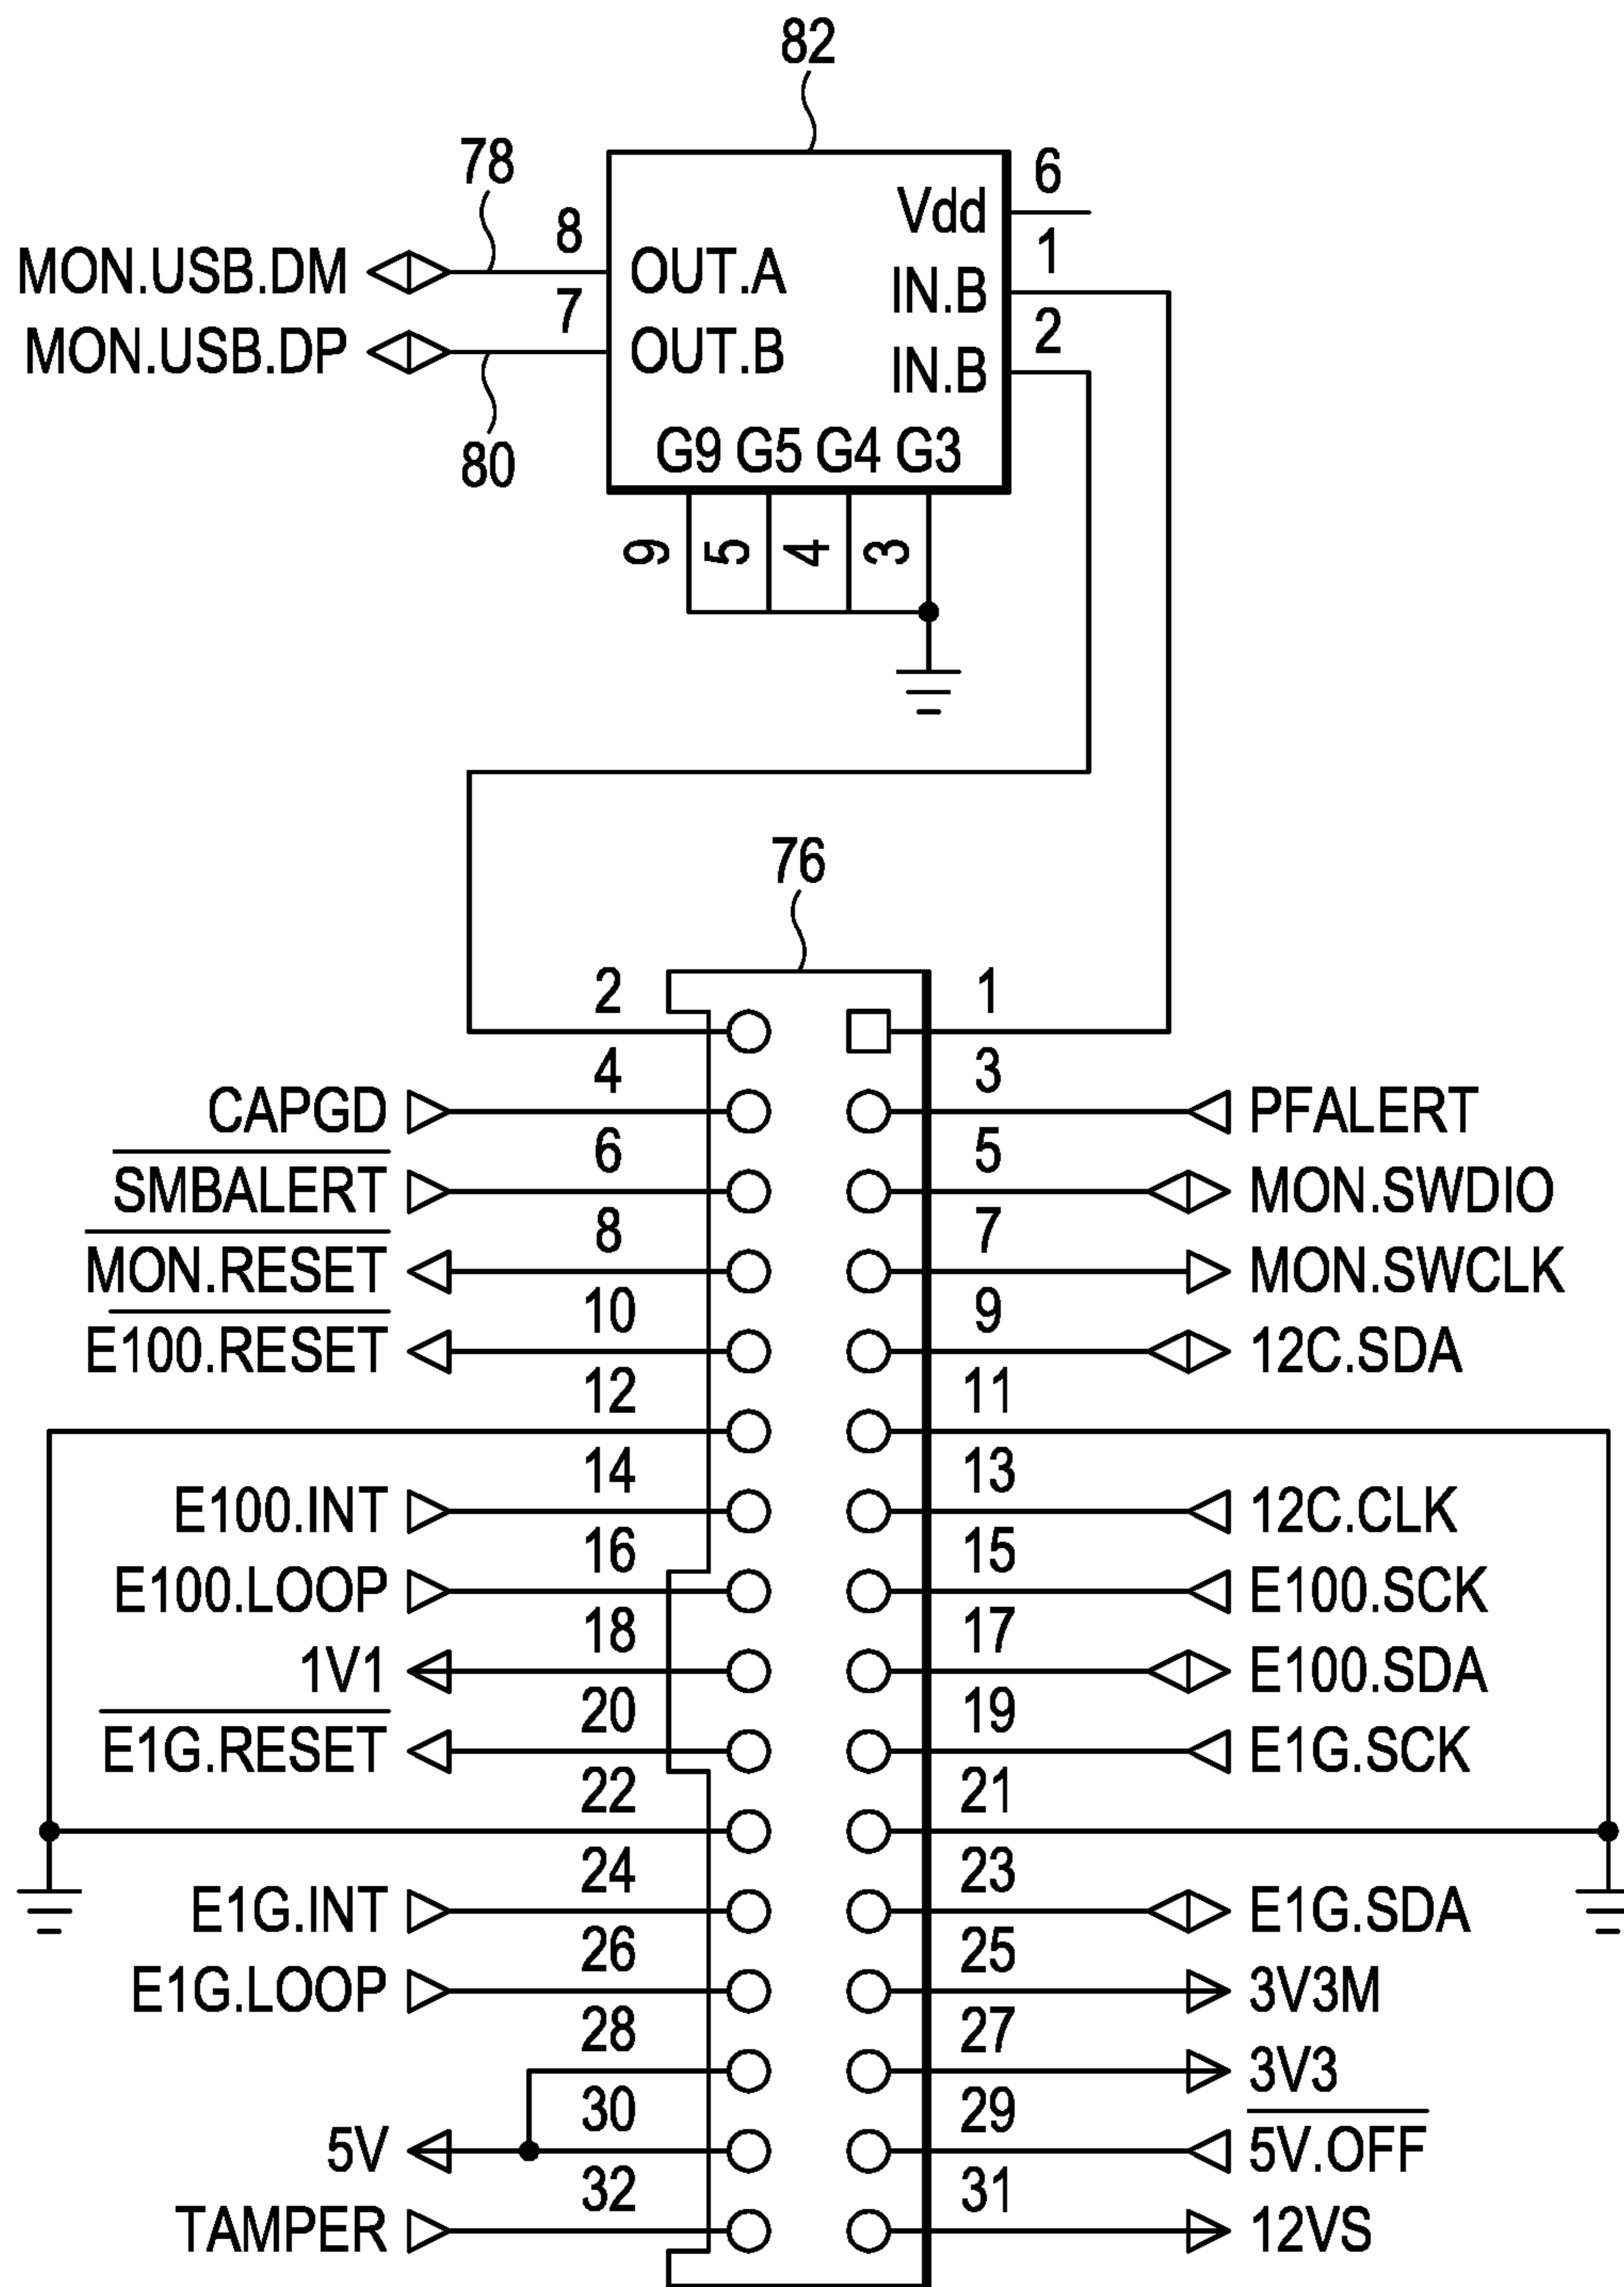 82
78
6
8
Vdd
MON.USB.DM
OUT.A
1
IN.B
7
2
MON.USB.DP
OUT.B
IN.B
80
G9 G5 G4 G3
9 5 4 3
76
2 1
4 3
CAPGD PFALERT
6 5
SMBALERT MON.SWDIO
8 7
MON.RESET MON.SWCLK
10 9
E100.RESET 12C.SDA
12 11
14 13
E100.INT 12C.CLK
16 15
E100.LOOP E100.SCK
18 17
1V1 E100.SDA
20 19
E1G.RESET E1G.SCK
22 21
24 23
E1G.INT E1G.SDA
26 25
E1G.LOOP 3V3M
28 27
3V3
30 29
5V 5V.OFF
32 31
TAMPER 12VS